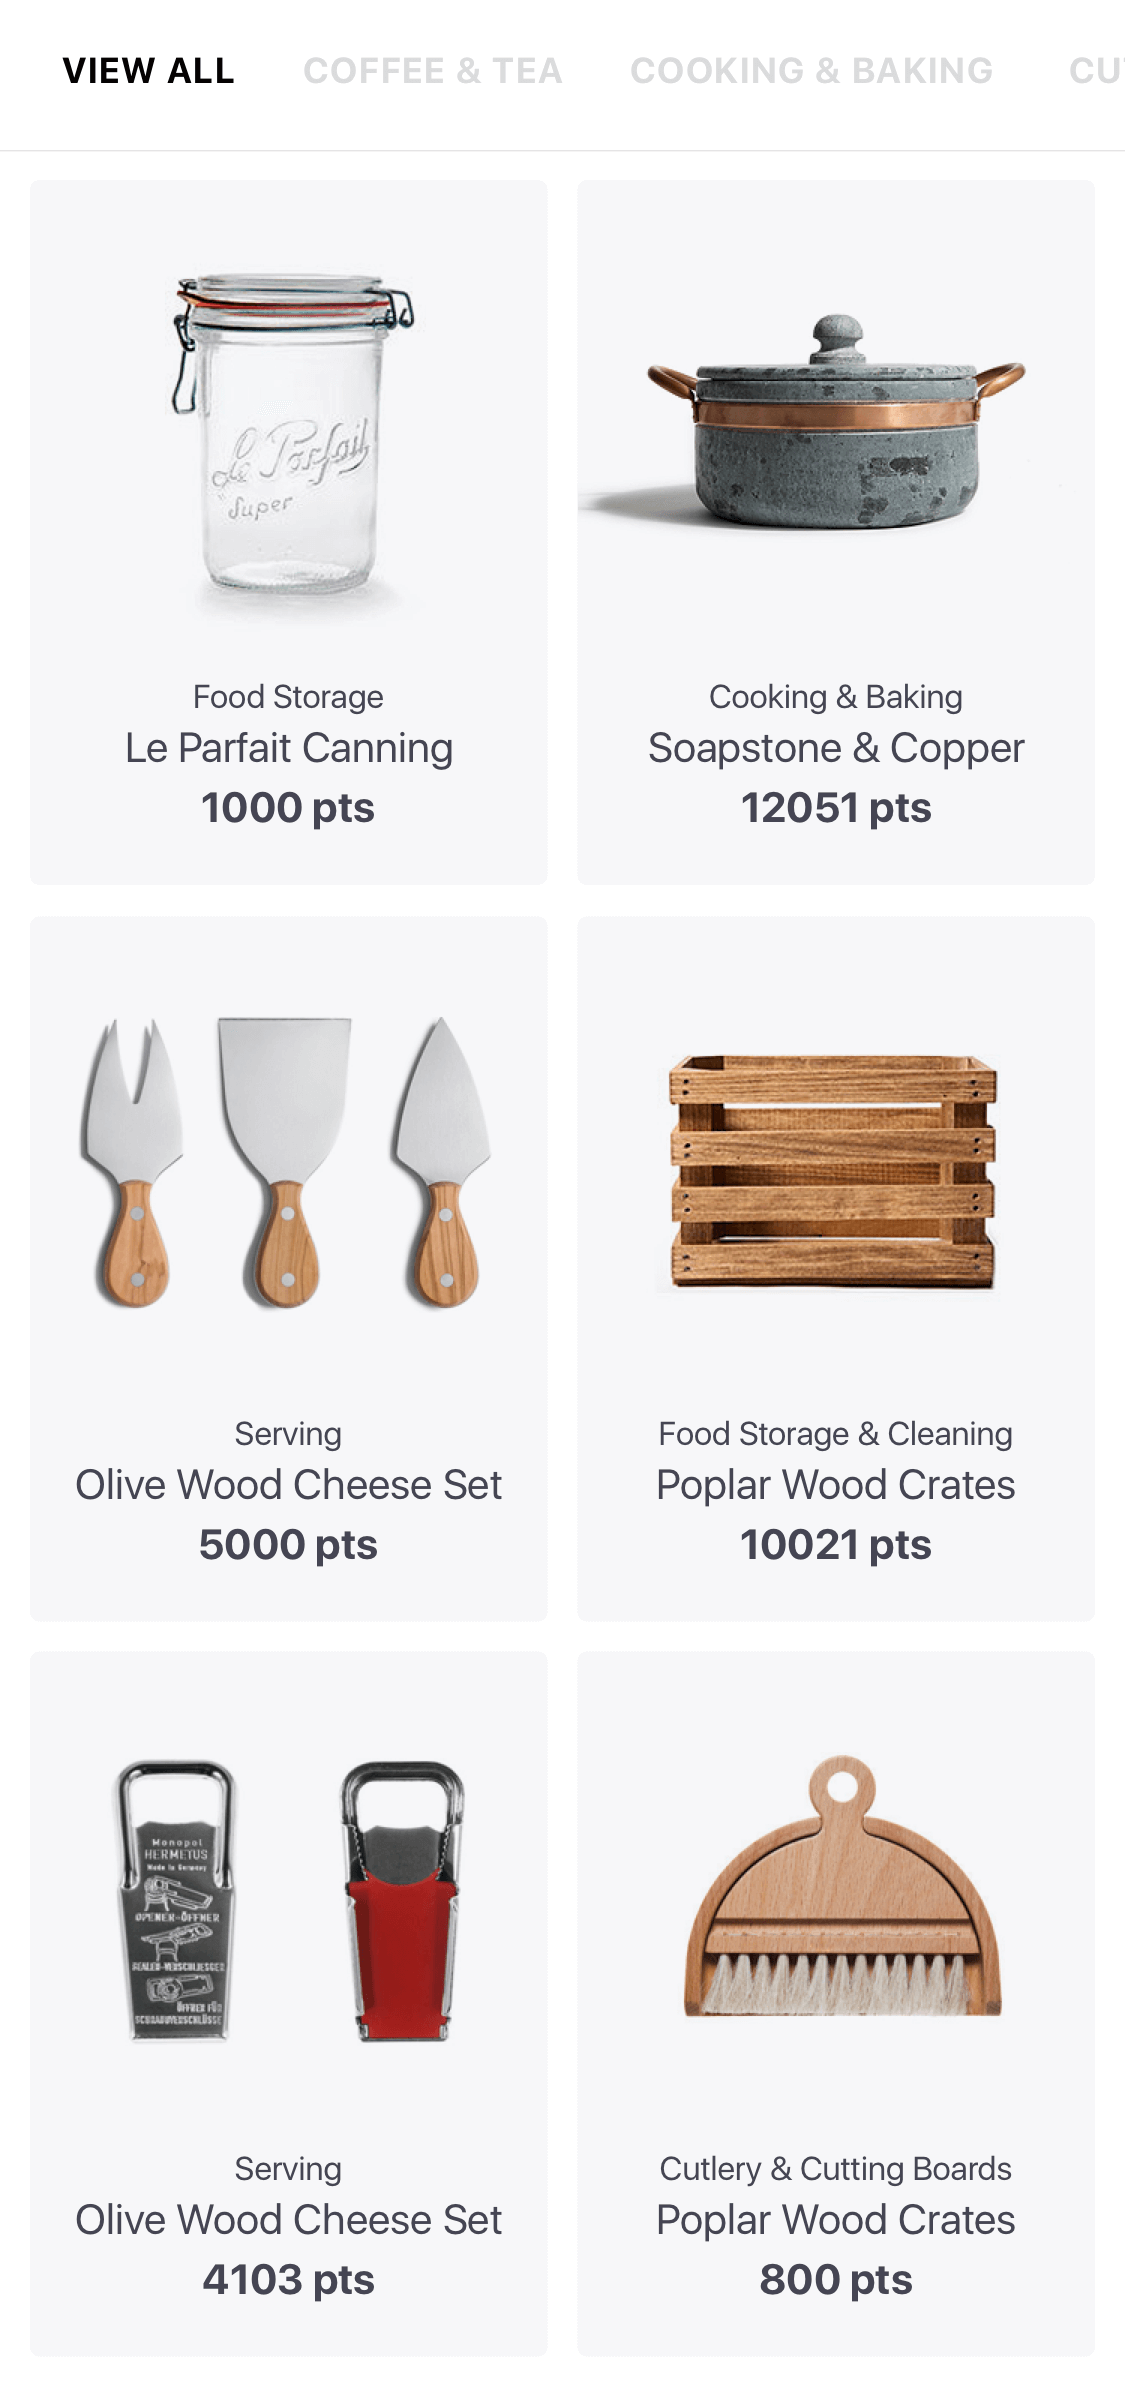 VIEW ALL COFFEE & TEA COOKING & BAKING CU
Le Parfait
Super
Food Storage
Le Parfait Canning
1000 pts
Cooking & Baking
Soapstone & Copper
12051 pts
Serving
Olive Wood Cheese Set
5000 pts
Food Storage & Cleaning
Poplar Wood Crates
10021 pts
Monopol
HERMETUS
Made in Germany
OPENER-ÖFFNER
SEALER-VERSCHLIESSER
ÖFFNER FÜR
SCHRAUBVERSCHLÜSSE
Serving
Olive Wood Cheese Set
4103 pts
Cutlery & Cutting Boards
Poplar Wood Crates
800 pts